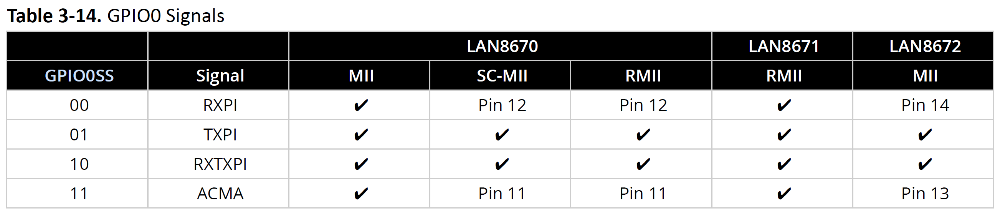 Table 3-14. GPIO0 Signals
LAN8670 LAN8671 LAN8672
GPIO0SS Signal MII SC-MII RMII RMII MII
00 RXPI ✔ Pin 12 Pin 12 ✔ Pin 14
01 TXPI ✔ ✔ ✔ ✔ ✔
10 RXTXPI ✔ ✔ ✔ ✔ ✔
11 ACMA ✔ Pin 11 Pin 11 ✔ Pin 13